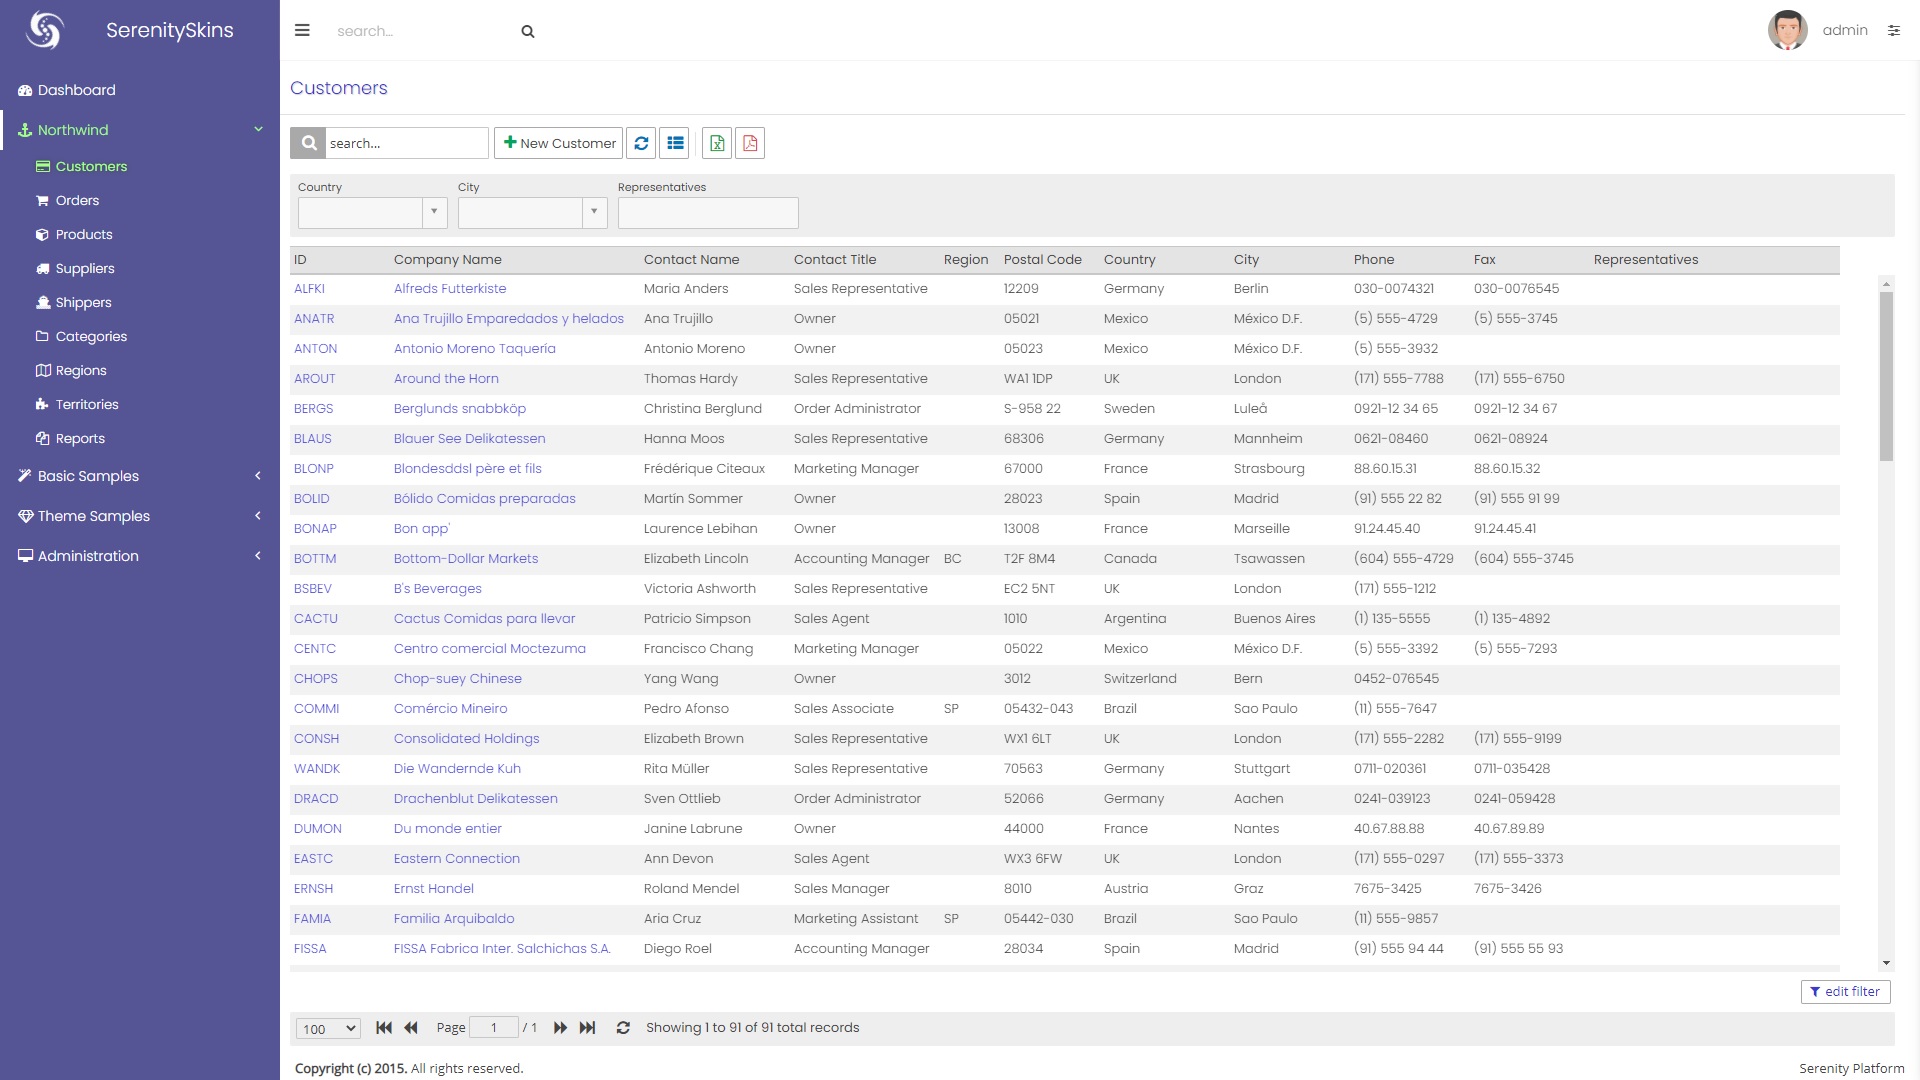 SerenitySkins
search...
admin
Dashboard
Northwind
Customers
Orders
Products
Suppliers
Shippers
Categories
Regions
Territories
Reports
Basic Samples
Theme Samples
Administration
Customers
search...
New Customer
Country City Representatives
ID Company Name Contact Name Contact Title Region Postal Code Country City Phone Fax Representatives
ALFKI Alfreds Futterkiste Maria Anders Sales Representative 12209 Germany Berlin 030-0074321 030-0076545
ANATR Ana Trujillo Emparedados y helados Ana Trujillo Owner 05021 Mexico México D.F. (5) 555-4729 (5) 555-3745
ANTON Antonio Moreno Taquería Antonio Moreno Owner 05023 Mexico México D.F. (5) 555-3932
AROUT Around the Horn Thomas Hardy Sales Representative WA1 1DP UK London (171) 555-7788 (171) 555-6750
BERGS Berglunds snabbköp Christina Berglund Order Administrator S-958 22 Sweden Luleå 0921-12 34 65 0921-12 34 67
BLAUS Blauer See Delikatessen Hanna Moos Sales Representative 68306 Germany Mannheim 0621-08460 0621-08924
BLONP Blondesddsl père et fils Frédérique Citeaux Marketing Manager 67000 France Strasbourg 88.60.15.31 88.60.15.32
BOLID Bólido Comidas preparadas Martín Sommer Owner 28023 Spain Madrid (91) 555 22 82 (91) 555 91 99
BONAP Bon app' Laurence Lebihan Owner 13008 France Marseille 91.24.45.40 91.24.45.41
BOTTM Bottom-Dollar Markets Elizabeth Lincoln Accounting Manager BC T2F 8M4 Canada Tsawassen (604) 555-4729 (604) 555-3745
BSBEV B's Beverages Victoria Ashworth Sales Representative EC2 5NT UK London (171) 555-1212
CACTU Cactus Comidas para llevar Patricio Simpson Sales Agent 1010 Argentina Buenos Aires (1) 135-5555 (1) 135-4892
CENTC Centro comercial Moctezuma Francisco Chang Marketing Manager 05022 Mexico México D.F. (5) 555-3392 (5) 555-7293
CHOPS Chop-suey Chinese Yang Wang Owner 3012 Switzerland Bern 0452-076545
COMMI Comércio Mineiro Pedro Afonso Sales Associate SP 05432-043 Brazil Sao Paulo (11) 555-7647
CONSH Consolidated Holdings Elizabeth Brown Sales Representative WX1 6LT UK London (171) 555-2282 (171) 555-9199
WANDK Die Wandernde Kuh Rita Müller Sales Representative 70563 Germany Stuttgart 0711-020361 0711-035428
DRACD Drachenblut Delikatessen Sven Ottlieb Order Administrator 52066 Germany Aachen 0241-039123 0241-059428
DUMON Du monde entier Janine Labrune Owner 44000 France Nantes 40.67.88.88 40.67.89.89
EASTC Eastern Connection Ann Devon Sales Agent WX3 6FW UK London (171) 555-0297 (171) 555-3373
ERNSH Ernst Handel Roland Mendel Sales Manager 8010 Austria Graz 7675-3425 7675-3426
FAMIA Familia Arquibaldo Aria Cruz Marketing Assistant SP 05442-030 Brazil Sao Paulo (11) 555-9857
FISSA FISSA Fabrica Inter. Salchichas S.A. Diego Roel Accounting Manager 28034 Spain Madrid (91) 555 94 44 (91) 555 55 93
edit filter
100 Page 1 / 1 Showing 1 to 91 of 91 total records
Copyright (c) 2015. All rights reserved.
Serenity Platform